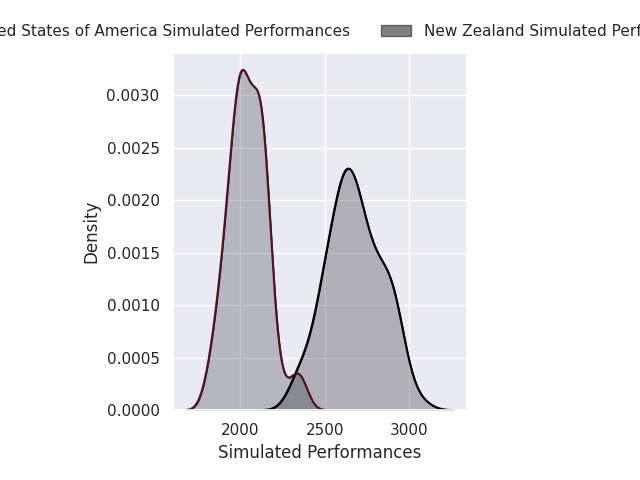 ed States of America Simulated Performances
New Zealand Simulated Perf
0.0030
0.0025
0.0020
0.0015
0.0010
0.0005
0.0000
Density
2000 2500 3000
Simulated Performances